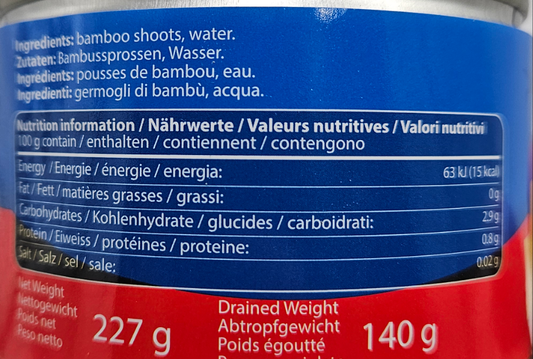 Ingredients: bamboo shoots, water.
Zutaten: Bambussprossen, Wasser.
Ingrédients: pousses de bambou, eau.
Ingredienti: germogli di bambù, acqua.
Nutrition information / Nährwerte / Valeurs nutritives / Valori nutritivi
100 g contain / enthalten / contiennent / contengono
Energy / Energie / énergie / energia: 63 kJ (15 kcal)
Fat / Fett / matières grasses / grassi: 0 g
Carbohydrates / Kohlenhydrate / glucides / carboidrati: 2.9 g
Protein / Eiweiss / protéines / proteine: 0.8 g
Salt / Salz / sel / sale: 0.02 g
Net Weight
Nettogewicht
Poids net
Peso netto
227 g
Drained Weight
Abtropfgewicht
Poids égoutté
140 g